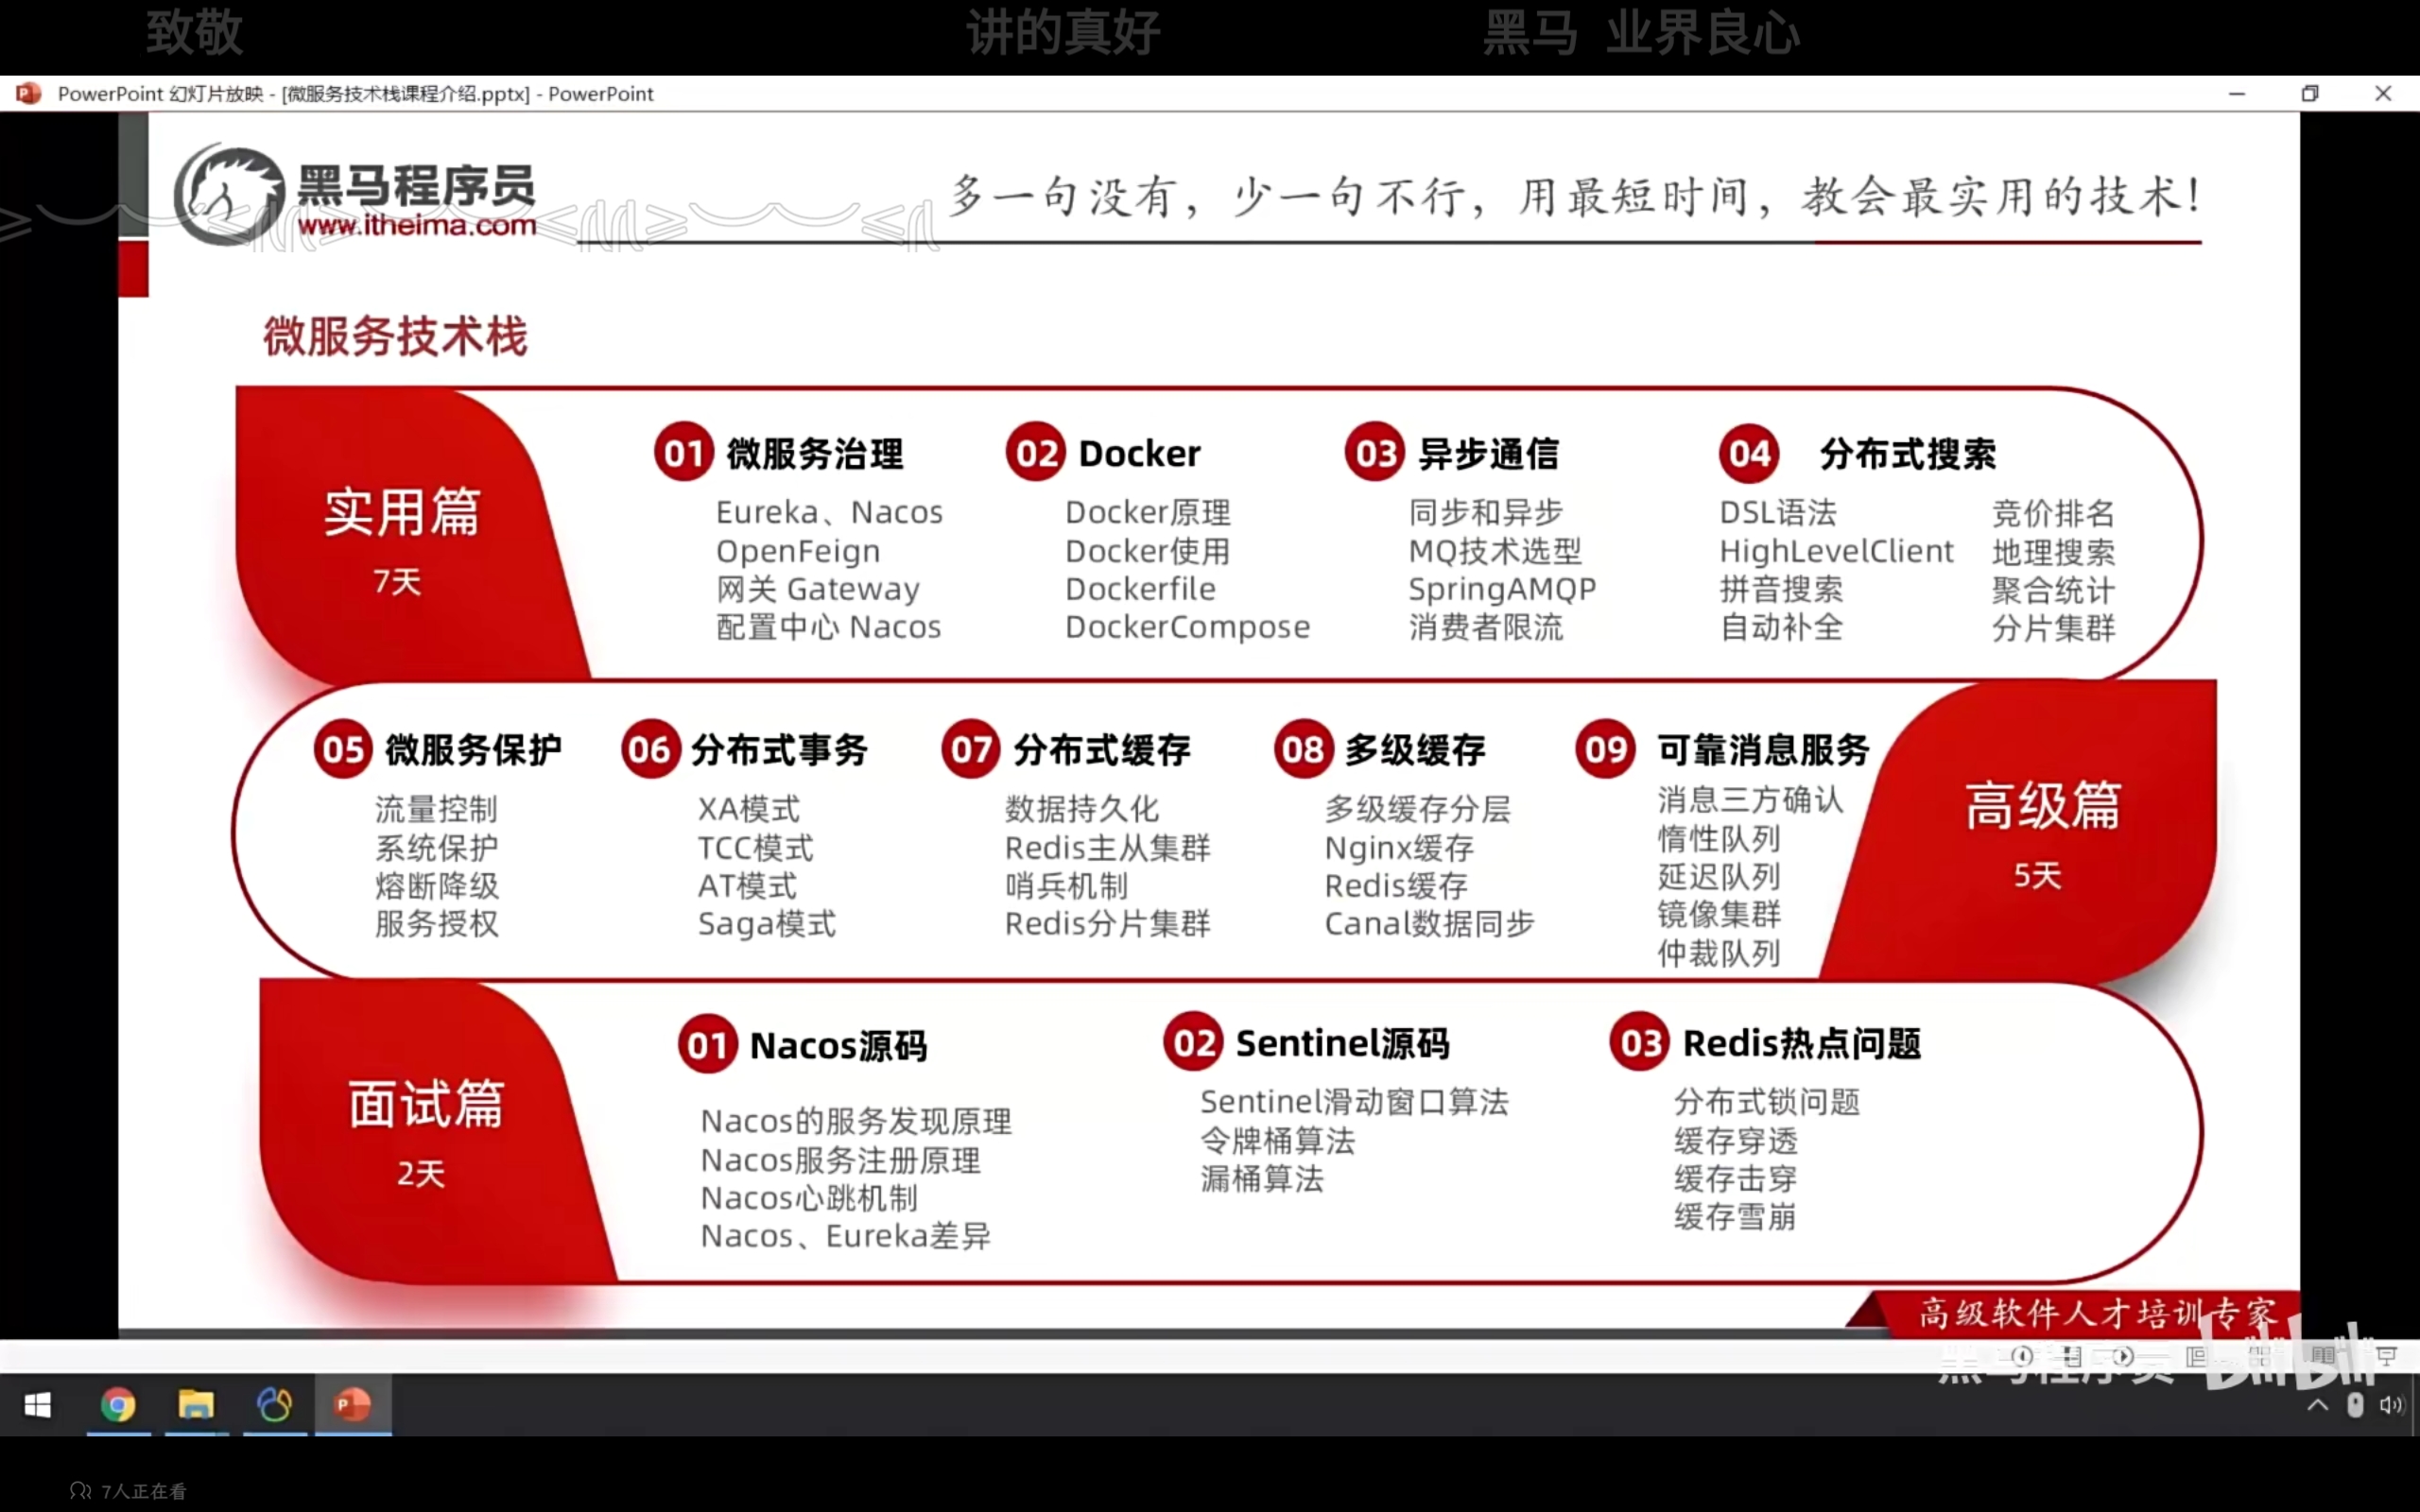 致敬 讲的真好 黑马 业界良心
PowerPoint 幻灯片放映 - [微服务技术栈课程介绍.pptx] - PowerPoint
黑马程序员
www.itheima.com
多一句没有，少一句不行，用最短时间，教会最实用的技术！
微服务技术栈
实用篇
7天
01 微服务治理
Eureka、Nacos
OpenFeign
网关 Gateway
配置中心 Nacos
02 Docker
Docker原理
Docker使用
Dockerfile
DockerCompose
03 异步通信
同步和异步
MQ技术选型
SpringAMQP
消费者限流
04 分布式搜索
DSL语法
HighLevelClient
拼音搜索
自动补全
竞价排名
地理搜索
聚合统计
分片集群
05 微服务保护
流量控制
系统保护
熔断降级
服务授权
06 分布式事务
XA模式
TCC模式
AT模式
Saga模式
07 分布式缓存
数据持久化
Redis主从集群
哨兵机制
Redis分片集群
08 多级缓存
多级缓存分层
Nginx缓存
Redis缓存
Canal数据同步
09 可靠消息服务
消息三方确认
惰性队列
延迟队列
镜像集群
仲裁队列
高级篇
5天
面试篇
2天
01 Nacos源码
Nacos的服务发现原理
Nacos服务注册原理
Nacos心跳机制
Nacos、Eureka差异
02 Sentinel源码
Sentinel滑动窗口算法
令牌桶算法
漏桶算法
03 Redis热点问题
分布式锁问题
缓存穿透
缓存击穿
缓存雪崩
高级软件人才培训专家
黑马程序员 bilibili
7人正在看